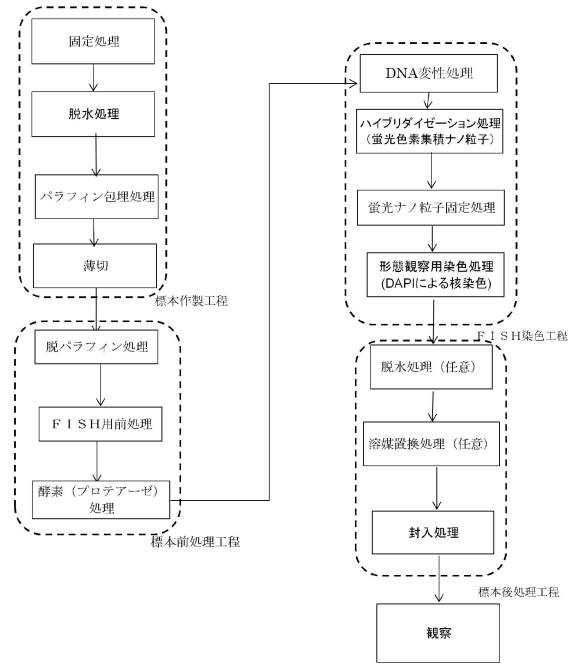 固定処理
脱水処理
パラフィン包埋処理
薄切
標本作製工程
脱パラフィン処理
ＦＩＳＨ用前処理
酵素（プロテアーゼ）
処理
標本前処理工程
DNA変性処理
ハイブリダイゼーション処理
（蛍光色素集積ナノ粒子）
蛍光ナノ粒子固定処理
形態観察用染色処理
(DAPIによる核染色)
ＦＩＳＨ染色工程
脱水処理（任意）
溶媒置換処理（任意）
封入処理
標本後処理工程
観察